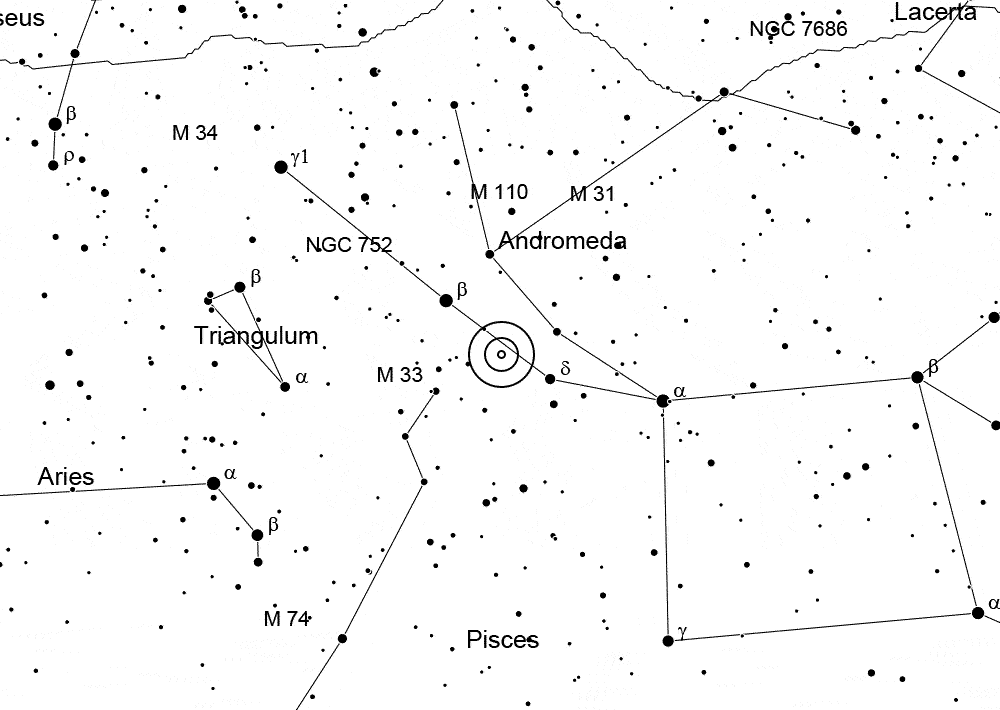 seus
Lacerta
NGC 7686
β
M 34
ρ
γ1
M 110
M 31
Andromeda
NGC 752
β
β
Triangulum
δ
β
M 33
α
α
Aries
α
β
α
M 74
Pisces
γ